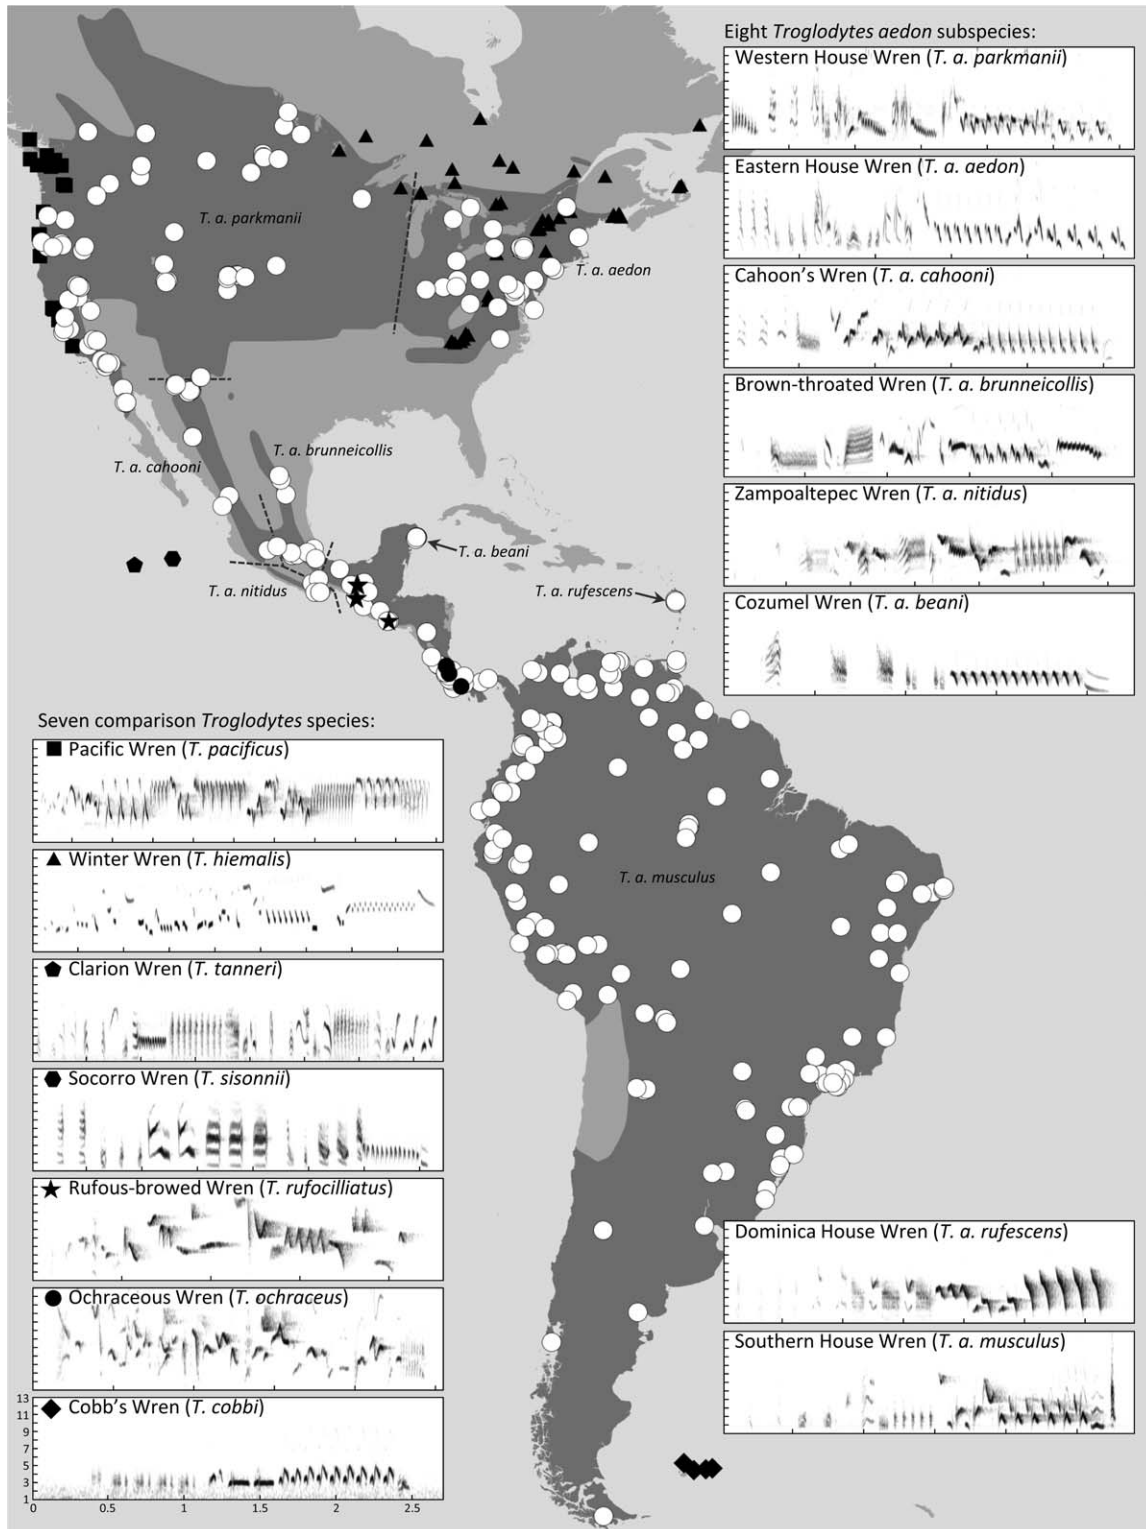 Eight Troglodytes aedon subspecies:
Western House Wren (T. a. parkmanii)
Eastern House Wren (T. a. aedon)
Cahoon's Wren (T. a. cahooni)
Brown-throated Wren (T. a. brunneicollis)
Zampoaltepec Wren (T. a. nitidus)
Cozumel Wren (T. a. beani)
T. a. parkmanii
T. a. aedon
T. a. brunneicollis
T. a. cahooni
T. a. beani
T. a. nitidus
T. a. rufescens
T. a. musculus
Seven comparison Troglodytes species:
Pacific Wren (T. pacificus)
Winter Wren (T. hiemalis)
Clarion Wren (T. tanneri)
Socorro Wren (T. sisonnii)
Rufous-browed Wren (T. rufocilliatus)
Ochraceous Wren (T. ochraceus)
Cobb's Wren (T. cobbi)
13
11
9
7
5
3
1
0 0.5 1 1.5 2 2.5
Dominica House Wren (T. a. rufescens)
Southern House Wren (T. a. musculus)